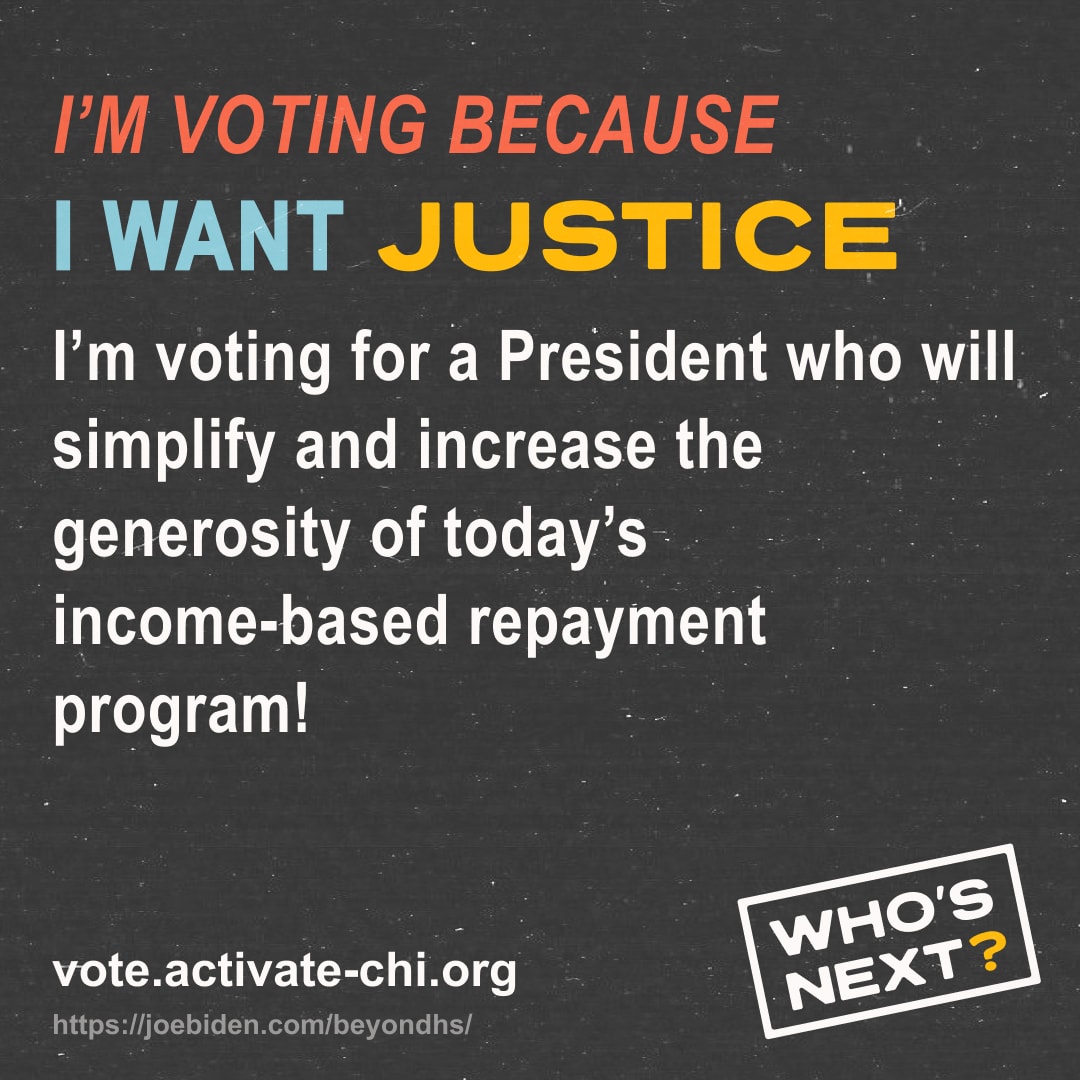 I'M VOTING BECAUSE
I WANT JUSTICE
I'm voting for a President who will
simplify and increase the
generosity of today's
income-based repayment
program!
WHO'S
NEXT?
vote.activate-chi.org
https://joebiden.com/beyondhs/